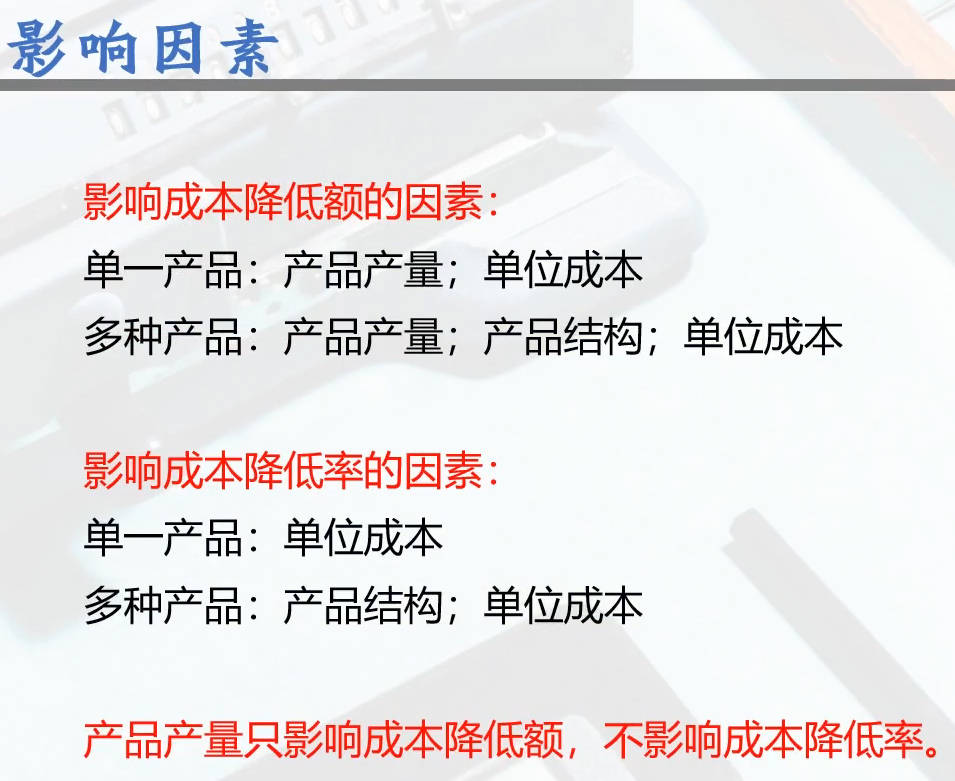 影响因素
影响成本降低额的因素：
单一产品：产品产量；单位成本
多种产品：产品产量；产品结构；单位成本
影响成本降低率的因素：
单一产品：单位成本
多种产品：产品结构；单位成本
产品产量只影响成本降低额，不影响成本降低率。